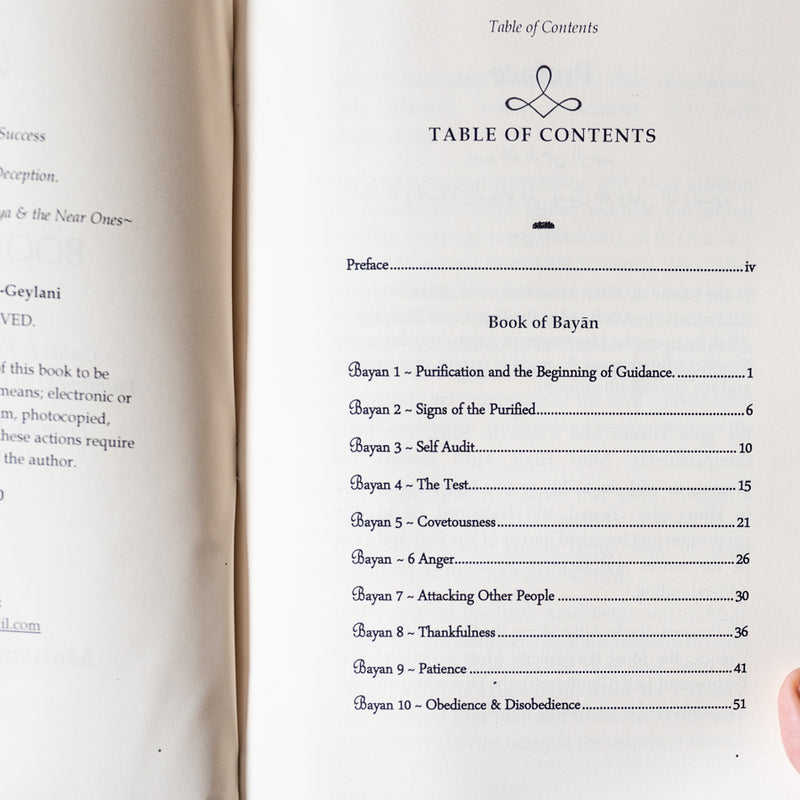 Success
Deception.
ya & the Near Ones~
-Geylani
VED.
f this book to be
means; electronic or
m, photocopied,
hese actions require
the author.
0
:
il.com
Table of Contents
TABLE OF CONTENTS
Preface....................iv
Book of Bayān
Bayan 1 ~ Purification and the Beginning of Guidance. ....................1
Bayan 2 ~ Signs of the Purified....................6
Bayan 3 ~ Self Audit....................10
Bayan 4 ~ The Test....................15
Bayan 5 ~ Covetousness....................21
Bayan ~ 6 Anger....................26
Bayan 7 ~ Attacking Other People ....................30
Bayan 8 ~ Thankfulness....................36
Bayan 9 ~ Patience ....................41
Bayan 10 ~ Obedience & Disobedience....................51